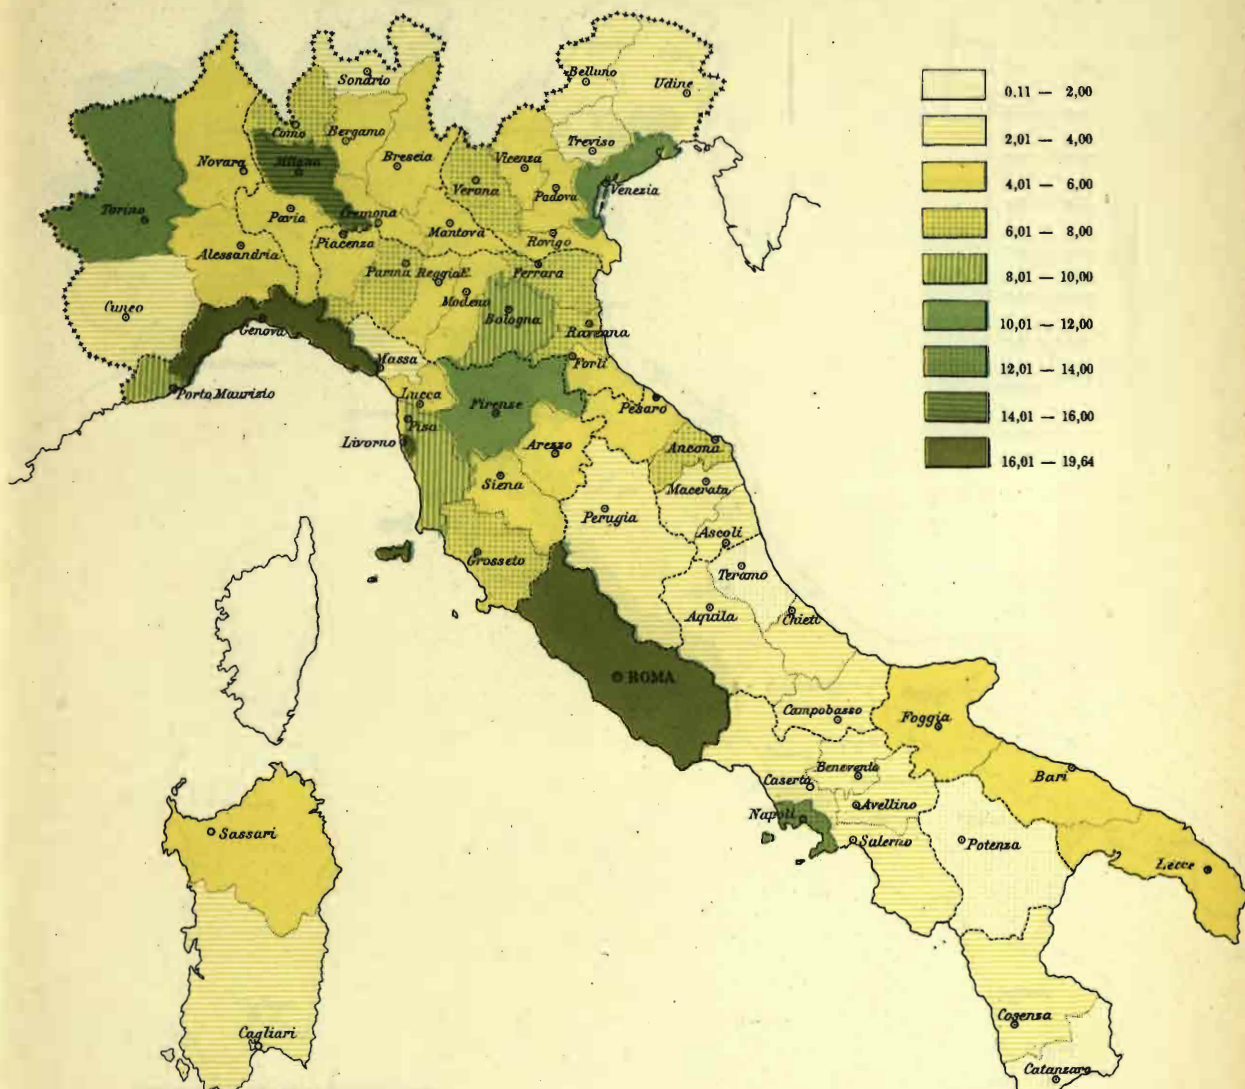 0.11 — 2,00
2,01 — 4,00
4,01 — 6,00
6,01 — 8,00
8,01 — 10,00
10,01 — 12,00
12,01 — 14,00
14,01 — 16,00
16,01 — 19,64
Sondrio
Belluno
Udine
Como
Bergamo
Treviso
Novara
Milano
Brescia
Vicenza
Verona
Padova
Venezia
Torino
Pavia
Cremona
Mantova
Rovigo
Piacenza
Alessandria
Parma
Reggio E.
Ferrara
Modena
Cuneo
Bologna
Genova
Ravenna
Massa
Forlì
Porto Maurizio
Lucca
Firenze
Pesaro
Pisa
Livorno
Arezzo
Ancona
Siena
Macerata
Perugia
Ascoli
Grosseto
Teramo
Aquila
Chieti
ROMA
Campobasso
Foggia
Benevento
Bari
Caserta
Avellino
Napoli
Sassari
Salerno
Potenza
Lecce
Cosenza
Cagliari
Catanzaro